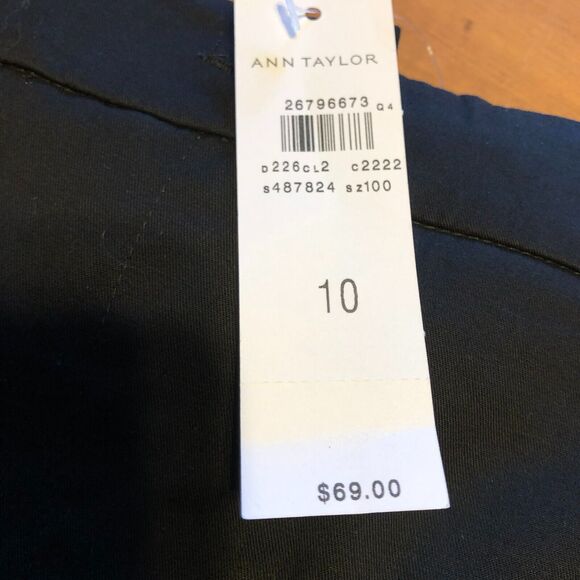 ANN TAYLOR
26796673 Q4
D226CL2 C2222
S487824 SZ100
10
$69.00